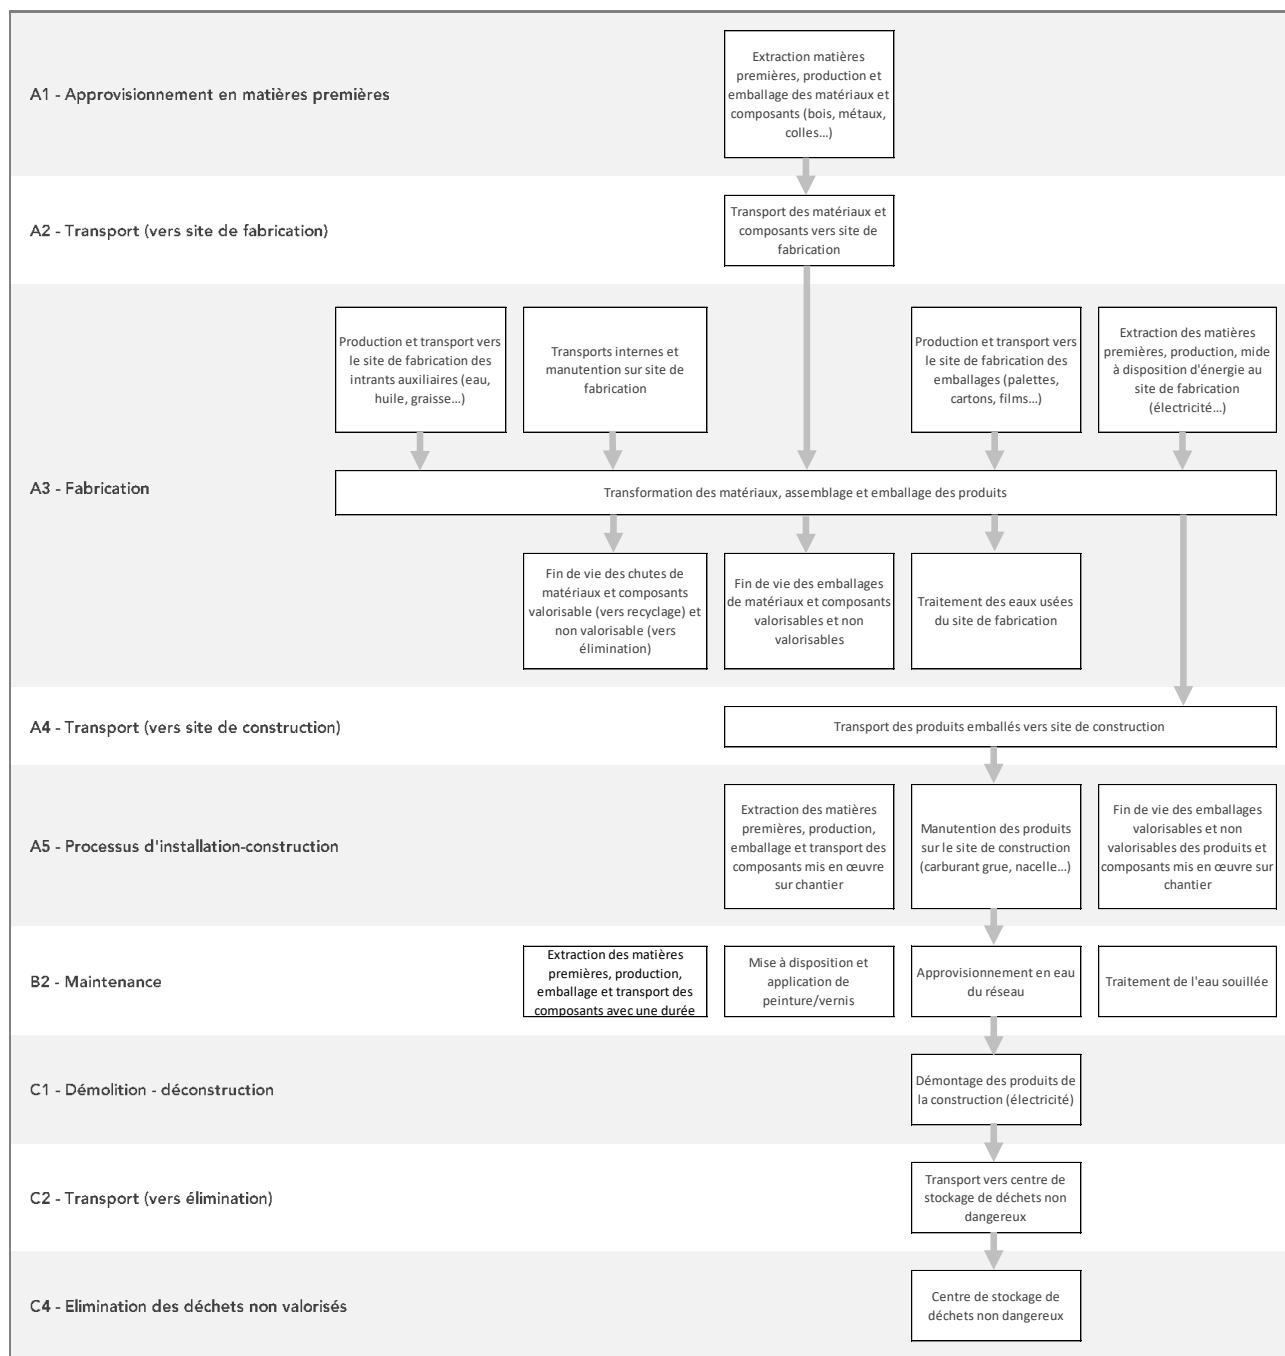 A1 - Approvisionnement en matières premières
Extraction matières
premières, production et
emballage des matériaux et
composants (bois, métaux,
colles…)
A2 - Transport (vers site de fabrication)
Transport des matériaux et
composants vers site de
fabrication
A3 - Fabrication
Production et transport vers
le site de fabrication des
intrants auxiliaires (eau,
huile, graisse…)
Transports internes et
manutention sur site de
fabrication
Production et transport vers
le site de fabrication des
emballages (palettes,
cartons, films…)
Extraction des matières
premières, production, mide
à disposition d'énergie au
site de fabrication
(électricité…)
Transformation des matériaux, assemblage et emballage des produits
Fin de vie des chutes de
matériaux et composants
valorisable (vers recyclage) et
non valorisable (vers
élimination)
Fin de vie des emballages
de matériaux et composants
valorisables et non
valorisables
Traitement des eaux usées
du site de fabrication
A4 - Transport (vers site de construction)
Transport des produits emballés vers site de construction
A5 - Processus d'installation-construction
Extraction des matières
premières, production,
emballage et transport des
composants mis en œuvre
sur chantier
Manutention des produits
sur le site de construction
(carburant grue, nacelle…)
Fin de vie des emballages
valorisables et non
valorisables des produits et
composants mis en œuvre sur
chantier
B2 - Maintenance
Extraction des matières
premières, production,
emballage et transport des
composants avec une durée
Mise à disposition et
application de
peinture/vernis
Approvisionnement en eau
du réseau
Traitement de l'eau souillée
C1 - Démolition - déconstruction
Démontage des produits de
la construction (électricité)
C2 - Transport (vers élimination)
Transport vers centre de
stockage de déchets non
dangereux
C4 - Elimination des déchets non valorisés
Centre de stockage de
déchets non dangereux